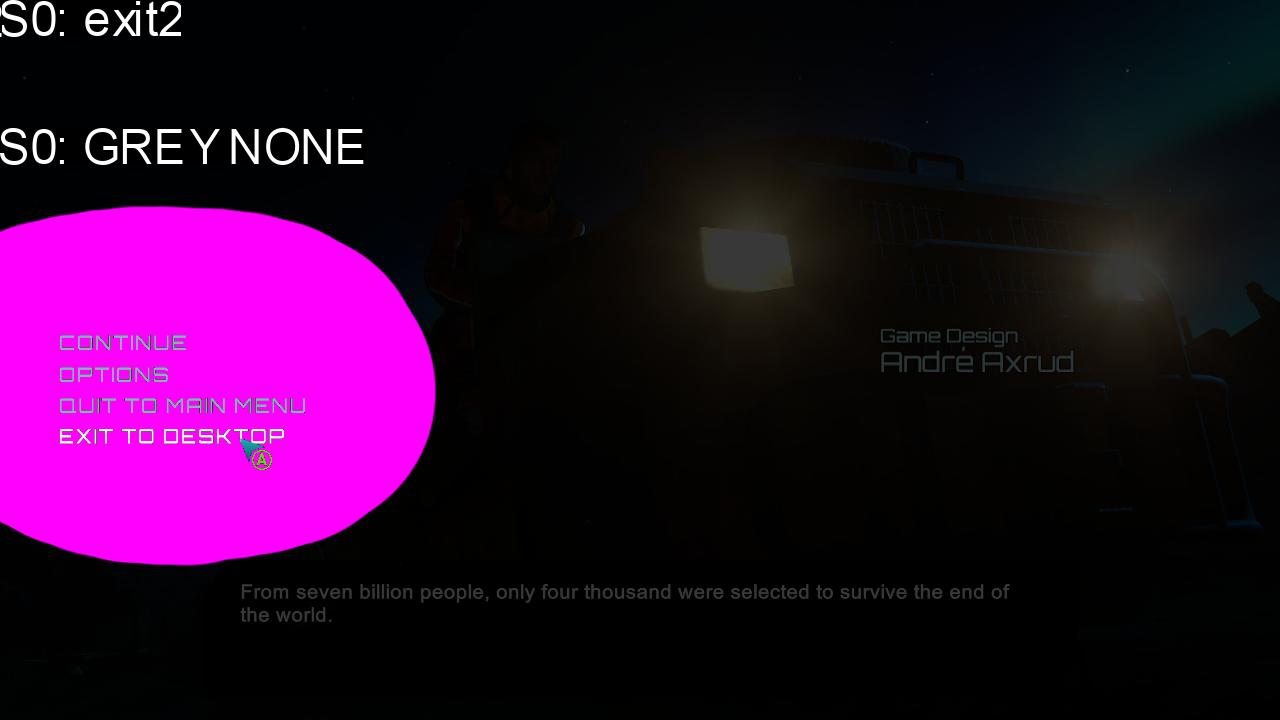 S0: exit2
S0: GREY NONE
CONTINUE
OPTIONS
QUIT TO MAIN MENU
EXIT TO DESKTOP
A
Game Design
André Axrud
From seven billion people, only four thousand were selected to survive the end of
the world.